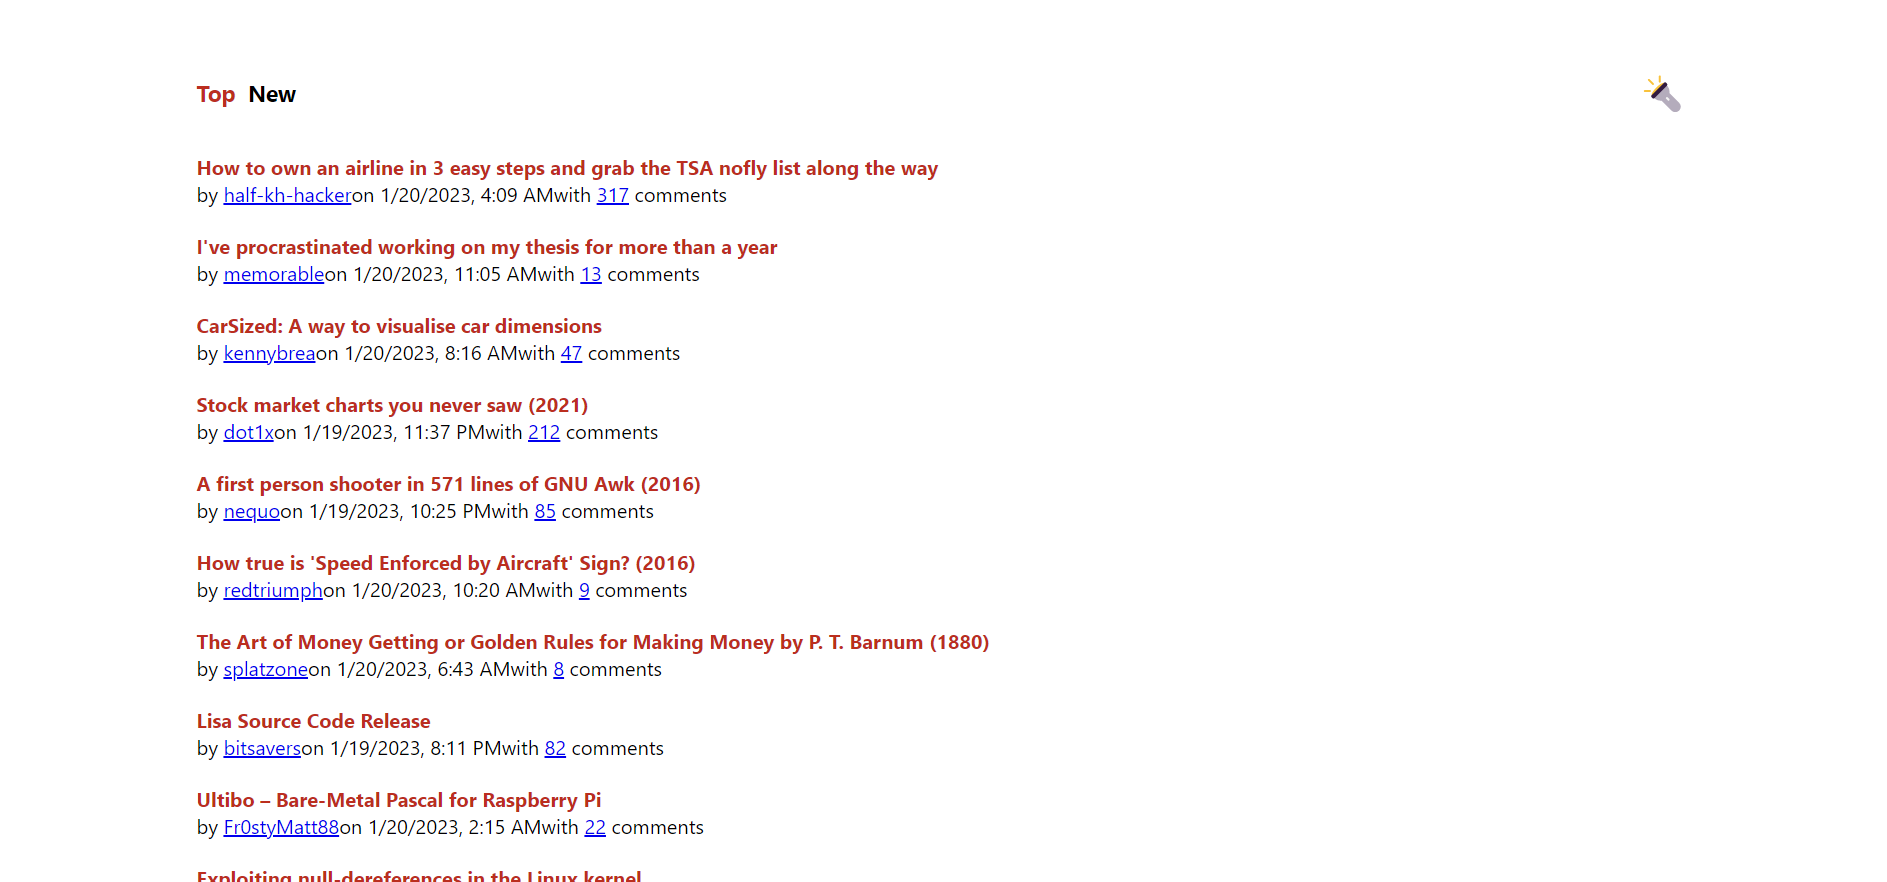 Top New
How to own an airline in 3 easy steps and grab the TSA nofly list along the way
by half-kh-hackeron 1/20/2023, 4:09 AMwith 317 comments
I've procrastinated working on my thesis for more than a year
by memorableon 1/20/2023, 11:05 AMwith 13 comments
CarSized: A way to visualise car dimensions
by kennybreaon 1/20/2023, 8:16 AMwith 47 comments
Stock market charts you never saw (2021)
by dot1xon 1/19/2023, 11:37 PMwith 212 comments
A first person shooter in 571 lines of GNU Awk (2016)
by nequoon 1/19/2023, 10:25 PMwith 85 comments
How true is 'Speed Enforced by Aircraft' Sign? (2016)
by redtriumphon 1/20/2023, 10:20 AMwith 9 comments
The Art of Money Getting or Golden Rules for Making Money by P. T. Barnum (1880)
by splatzoneon 1/20/2023, 6:43 AMwith 8 comments
Lisa Source Code Release
by bitsaverson 1/19/2023, 8:11 PMwith 82 comments
Ultibo – Bare-Metal Pascal for Raspberry Pi
by Fr0styMatt88on 1/20/2023, 2:15 AMwith 22 comments
Exploiting null-dereferences in the Linux kernel